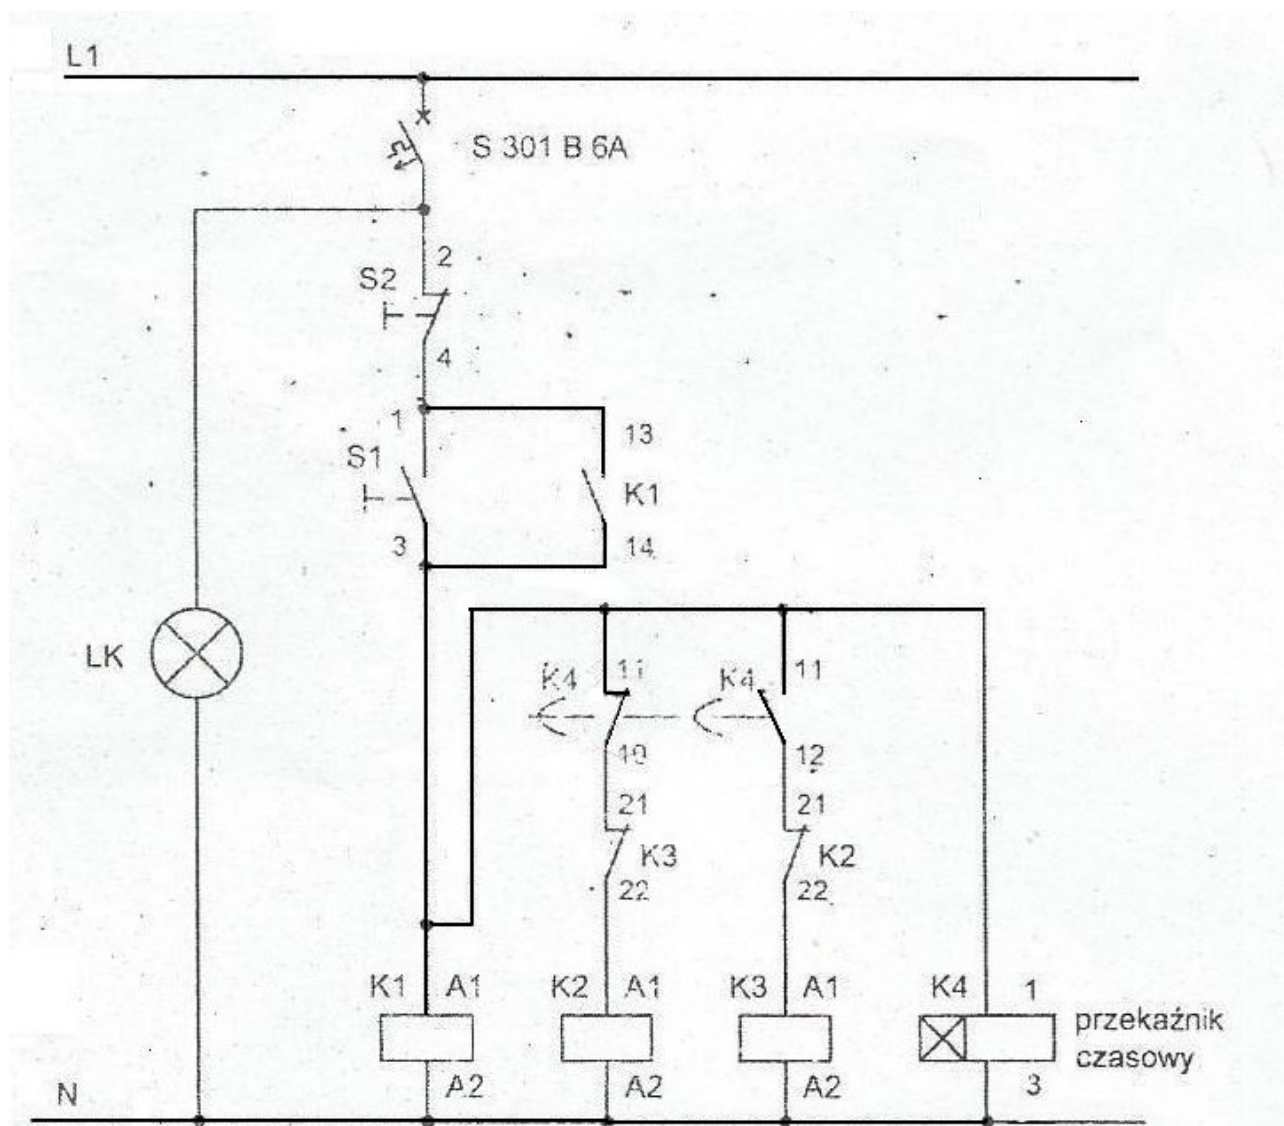 L1
S 301 B 6A
2
S2
4
1
13
S1
K1
3
14
LK
K4 11 K4 11
10 12
21 21
K3 K2
22 22
K1 A1 K2 A1 K3 A1 K4 1
przekaźnik
czasowy
N A2 A2 A2 3